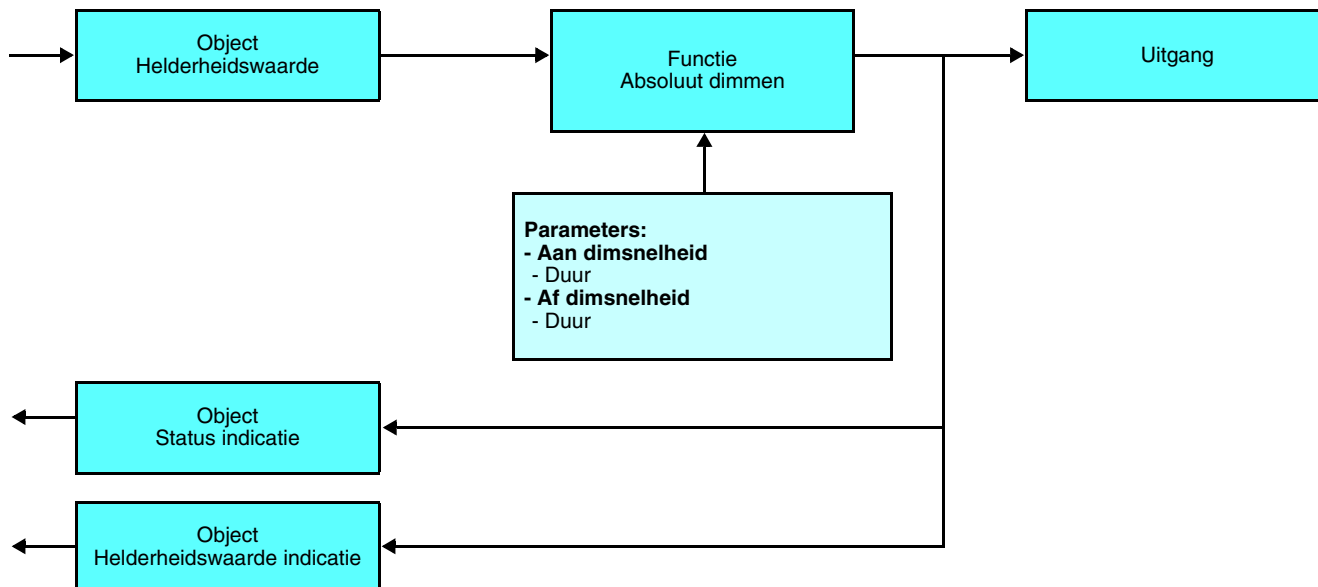 Object
Helderheidswaarde
Functie
Absoluut dimmen
Uitgang
Parameters:
- Aan dimsnelheid
- Duur
- Af dimsnelheid
- Duur
Object
Status indicatie
Object
Helderheidswaarde indicatie